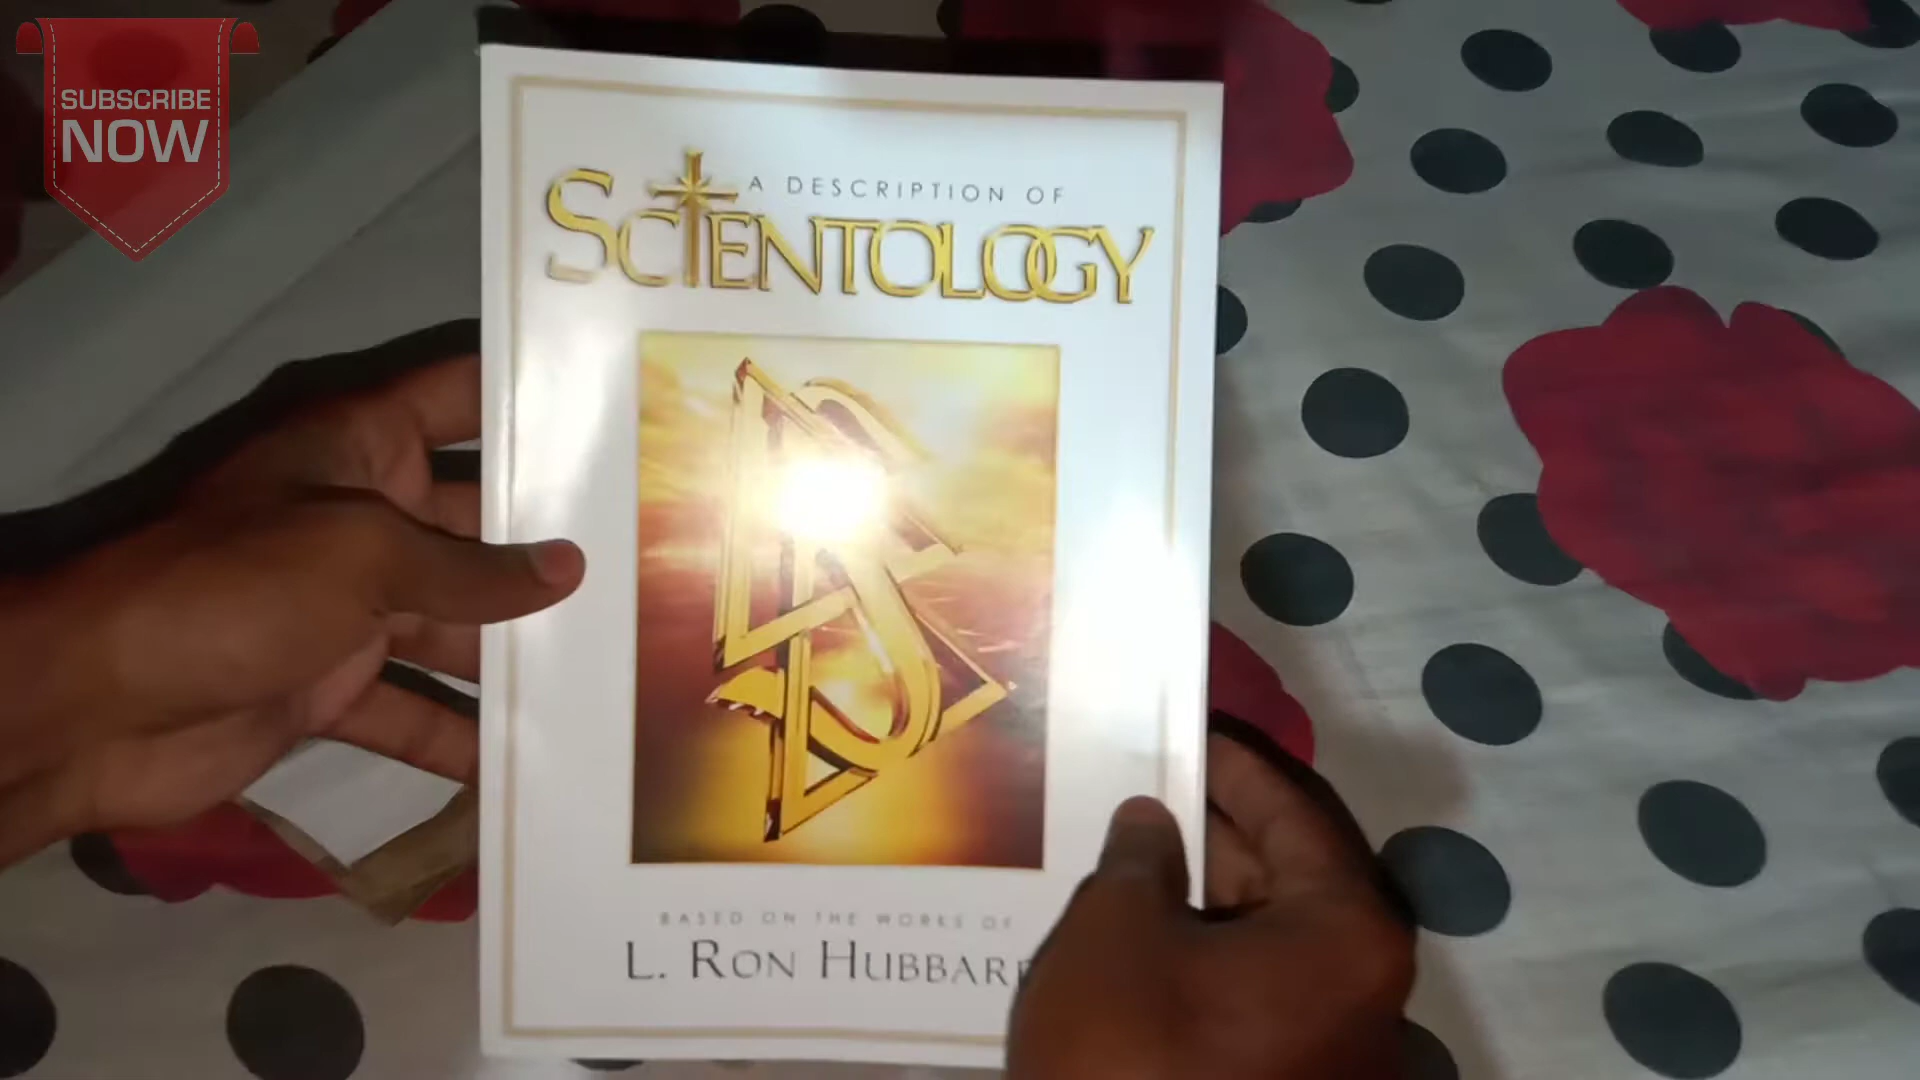 SUBSCRIBE
NOW
A DESCRIPTION OF
SCIENTOLOGY
BASED ON THE WORKS OF
L. RON HUBBARD